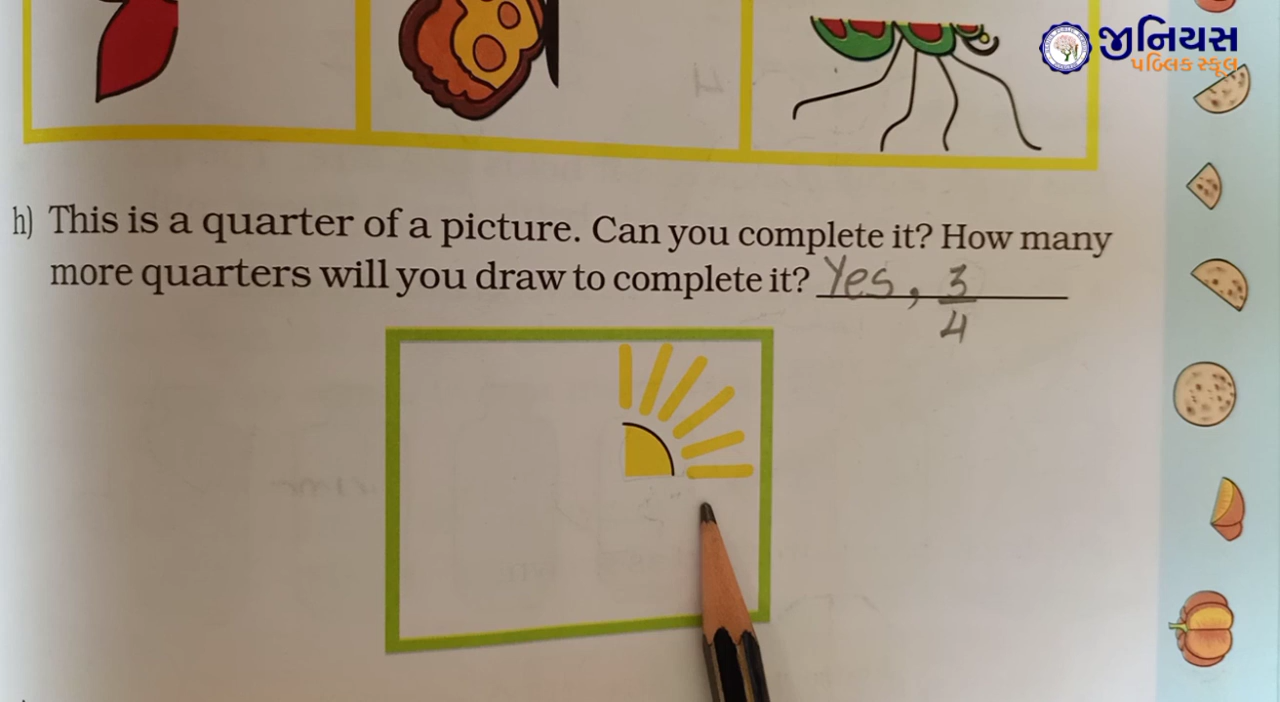 જીનિયસ
પબ્લિક સ્કૂલ
h) This is a quarter of a picture. Can you complete it? How many
more quarters will you draw to complete it? Yes, 3/4